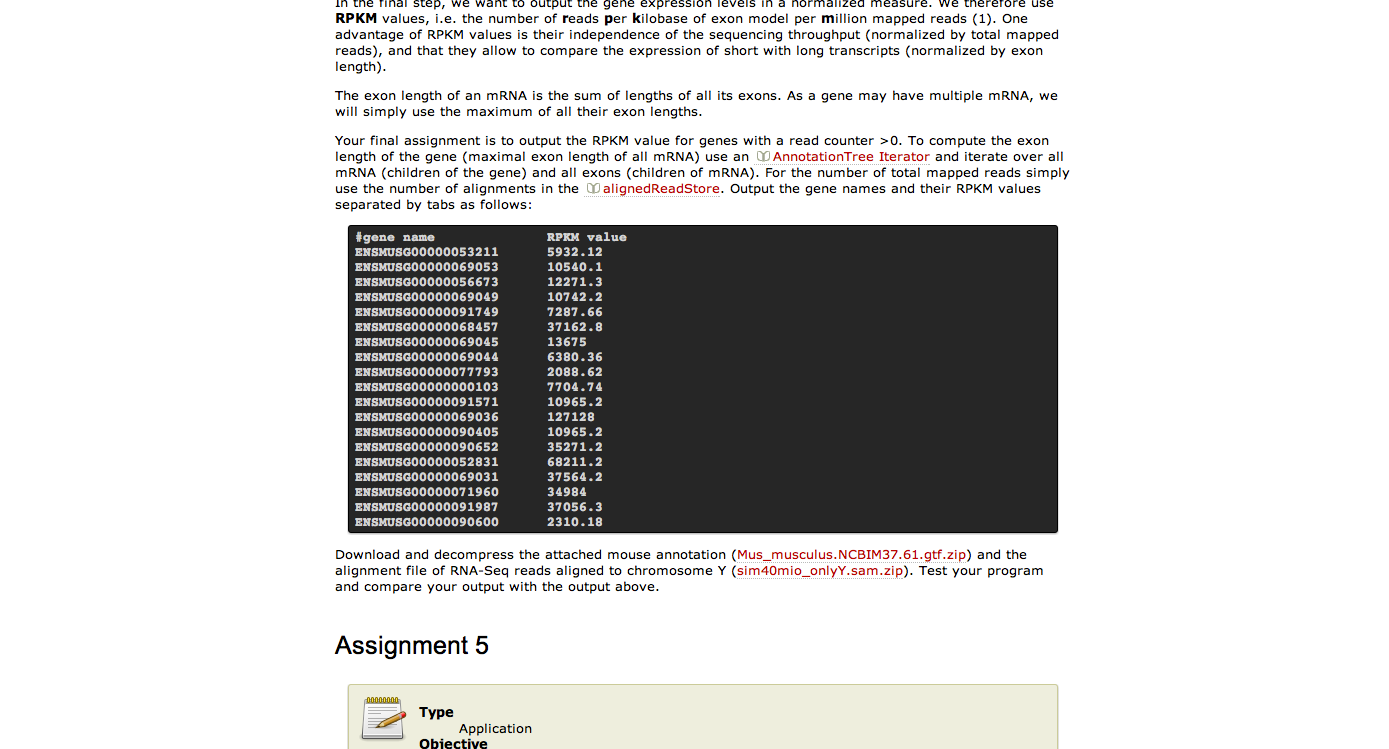 In the final step, we want to output the gene expression levels in a normalized measure. We therefore use
RPKM values, i.e. the number of reads per kilobase of exon model per million mapped reads (1). One
advantage of RPKM values is their independence of the sequencing throughput (normalized by total mapped
reads), and that they allow to compare the expression of short with long transcripts (normalized by exon
length).
The exon length of an mRNA is the sum of lengths of all its exons. As a gene may have multiple mRNA, we
will simply use the maximum of all their exon lengths.
Your final assignment is to output the RPKM value for genes with a read counter >0. To compute the exon
length of the gene (maximal exon length of all mRNA) use an AnnotationTree Iterator and iterate over all
mRNA (children of the gene) and all exons (children of mRNA). For the number of total mapped reads simply
use the number of alignments in the alignedReadStore. Output the gene names and their RPKM values
separated by tabs as follows:
#gene name RPKM value
ENSMUSG00000053211 5932.12
ENSMUSG00000069053 10540.1
ENSMUSG00000056673 12271.3
ENSMUSG00000069049 10742.2
ENSMUSG00000091749 7287.66
ENSMUSG00000068457 37162.8
ENSMUSG00000069045 13675
ENSMUSG00000069044 6380.36
ENSMUSG00000077793 2088.62
ENSMUSG00000000103 7704.74
ENSMUSG00000091571 10965.2
ENSMUSG00000069036 127128
ENSMUSG00000090405 10965.2
ENSMUSG00000090652 35271.2
ENSMUSG00000052831 68211.2
ENSMUSG00000069031 37564.2
ENSMUSG00000071960 34984
ENSMUSG00000091987 37056.3
ENSMUSG00000090600 2310.18
Download and decompress the attached mouse annotation (Mus_musculus.NCBIM37.61.gtf.zip) and the
alignment file of RNA-Seq reads aligned to chromosome Y (sim40mio_onlyY.sam.zip). Test your program
and compare your output with the output above.
Assignment 5
Type
Application
Objective